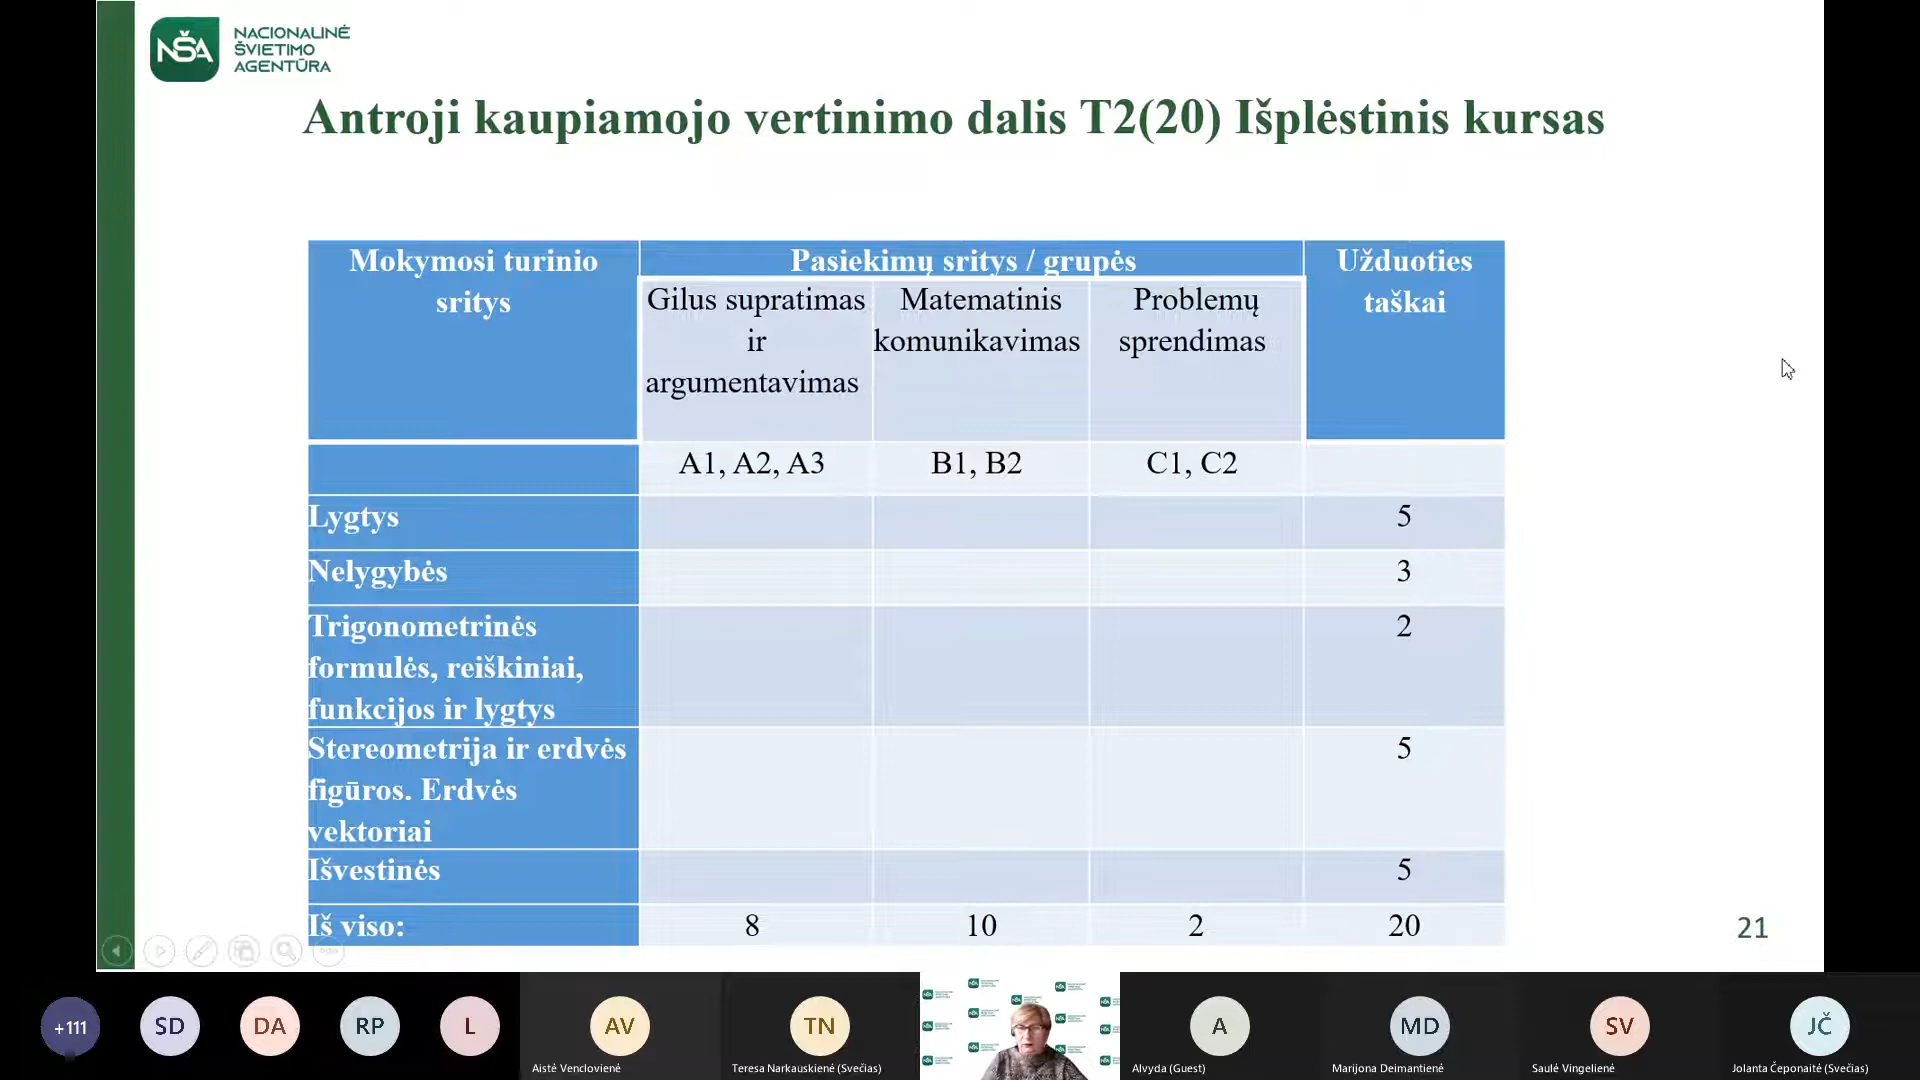 NŠA
NACIONALINĖ
ŠVIETIMO
AGENTŪRA
Antroji kaupiamojo vertinimo dalis T2(20) Išplėstinis kursas
Mokymosi turinio
sritys
Pasiekimų sritys / grupės
Užduoties
taškai
Gilus supratimas
ir
argumentavimas
Matematinis
komunikavimas
Problemų
sprendimas
A1, A2, A3
B1, B2
C1, C2
Lygtys
5
Nelygybės
3
Trigonometrinės
formulės, reiškiniai,
funkcijos ir lygtys
2
Stereometrija ir erdvės
figūros. Erdvės
vektoriai
5
Išvestinės
5
Iš viso:
8
10
2
20
21
+111
SD
DA
RP
L
AV
Aistė Venclovienė
TN
Teresa Narkauskienė (Svečias)
A
Alvyda (Guest)
MD
Marijona Deimantienė
SV
Saulė Vingelienė
JČ
Jolanta Čeponaitė (Svečias)